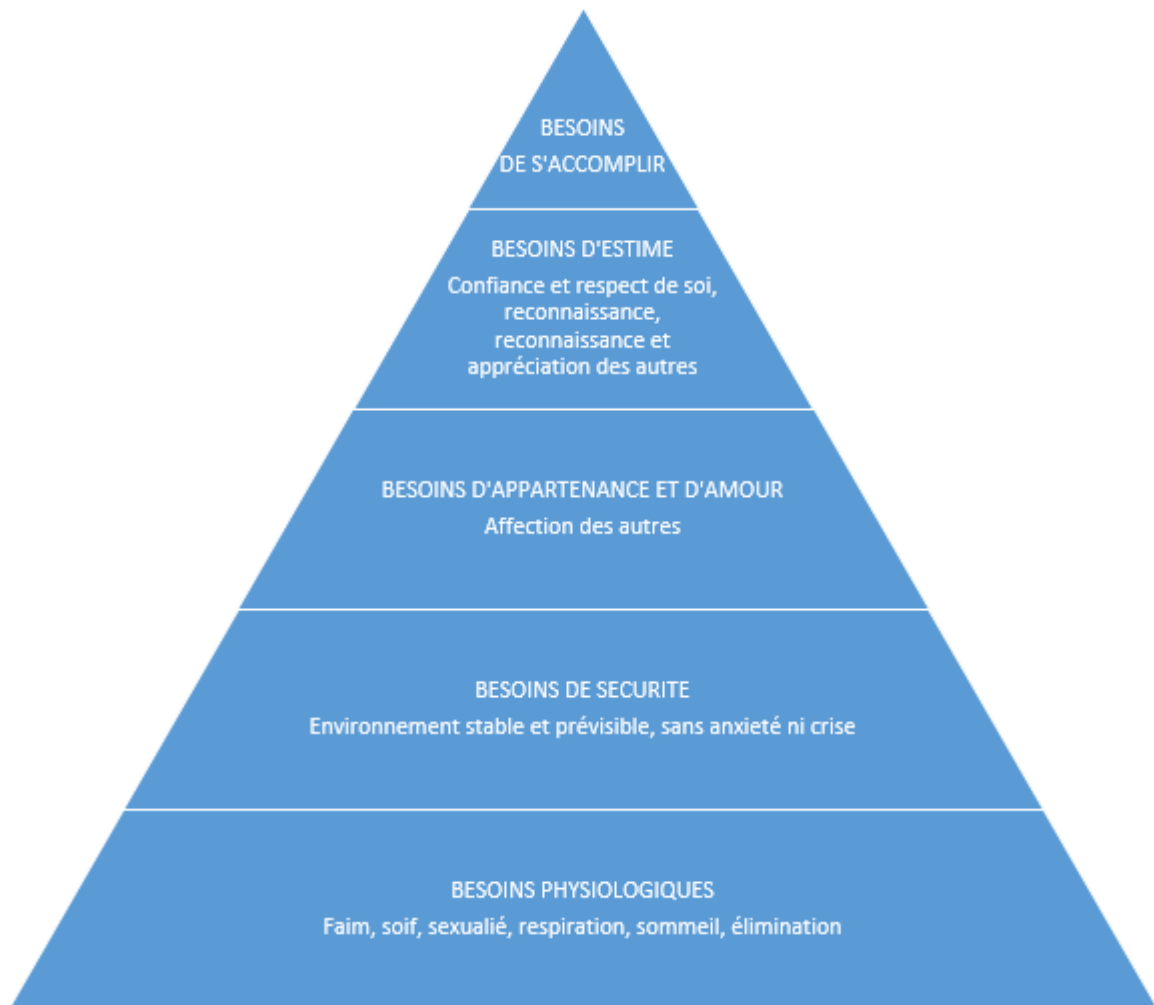 BESOINS
DE S'ACCOMPLIR
BESOINS D'ESTIME
Confiance et respect de soi,
reconnaissance,
reconnaissance et
appréciation des autres
BESOINS D'APPARTENANCE ET D'AMOUR
Affection des autres
BESOINS DE SECURITE
Environnement stable et prévisible, sans anxiété ni crise
BESOINS PHYSIOLOGIQUES
Faim, soif, sexualié, respiration, sommeil, élimination